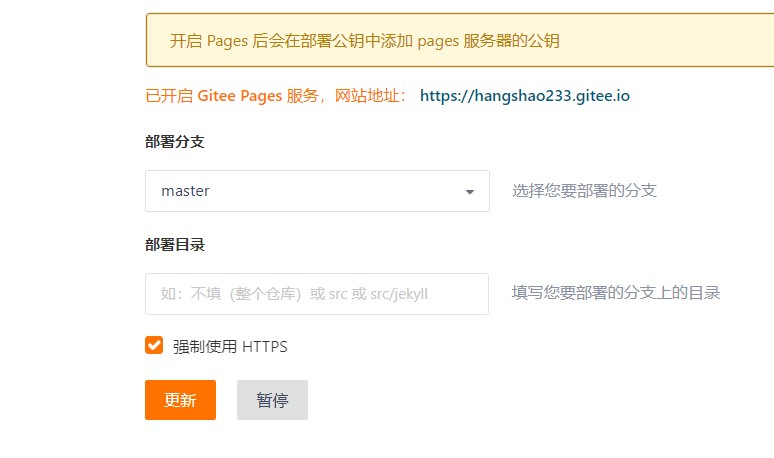 开启 Pages 后会在部署公钥中添加 pages 服务器的公钥
已开启 Gitee Pages 服务，网站地址： https://hangshao233.gitee.io
部署分支
master 选择您要部署的分支
部署目录
如：不填（整个仓库）或 src 或 src/jekyll 填写您要部署的分支上的目录
强制使用 HTTPS
更新 暂停